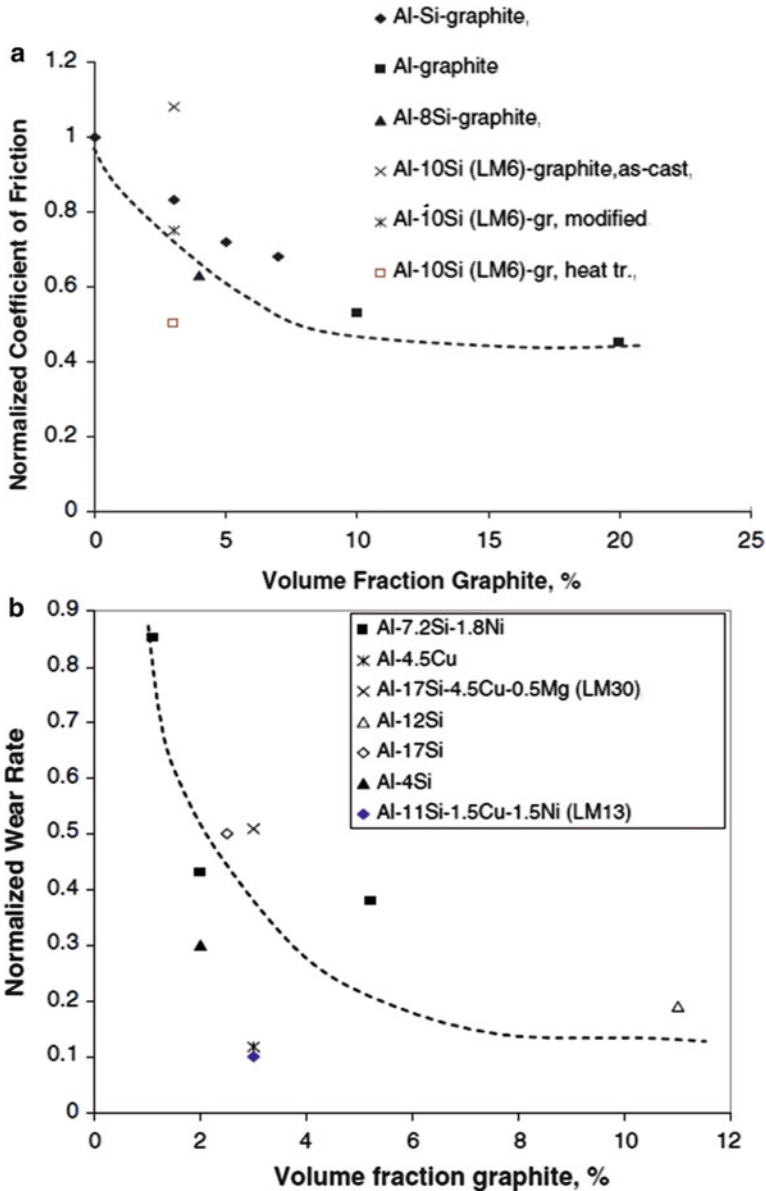 a
Al-Si-graphite,
Al-graphite
Al-8Si-graphite,
Al-10Si (LM6)-graphite,as-cast,
Al-10Si (LM6)-gr, modified
Al-10Si (LM6)-gr, heat tr.,
Normalized Coefficient of Friction
1.2
1
0.8
0.6
0.4
0.2
0
0 5 10 15 20 25
Volume Fraction Graphite, %
b
Al-7.2Si-1.8Ni
Al-4.5Cu
Al-17Si-4.5Cu-0.5Mg (LM30)
Al-12Si
Al-17Si
Al-4Si
Al-11Si-1.5Cu-1.5Ni (LM13)
Normalized Wear Rate
0.9
0.8
0.7
0.6
0.5
0.4
0.3
0.2
0.1
0
0 2 4 6 8 10 12
Volume fraction graphite, %